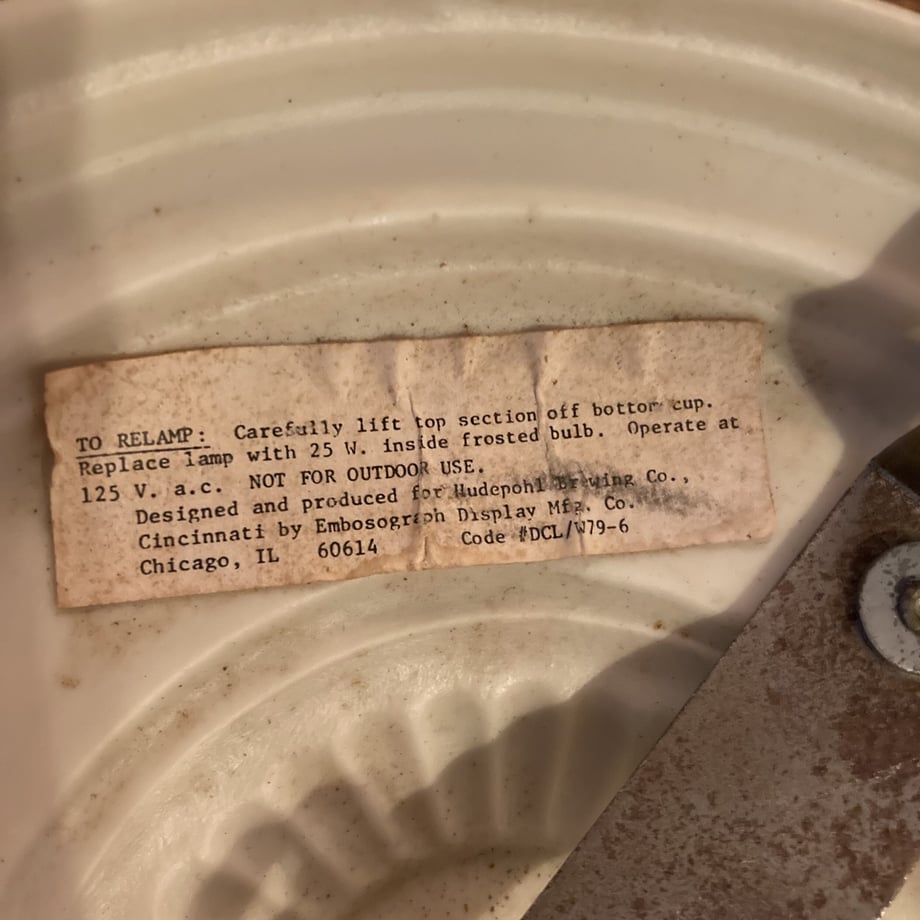 TO RELAMP: Carefully lift top section off bottom cup.
Replace lamp with 25 W. inside frosted bulb. Operate at
125 V. a.c. NOT FOR OUTDOOR USE.
Designed and produced for Hudepohl Brewing Co.,
Cincinnati by Embosograph Display Mfg. Co.
Chicago, IL 60614 Code #DCL/W79-6